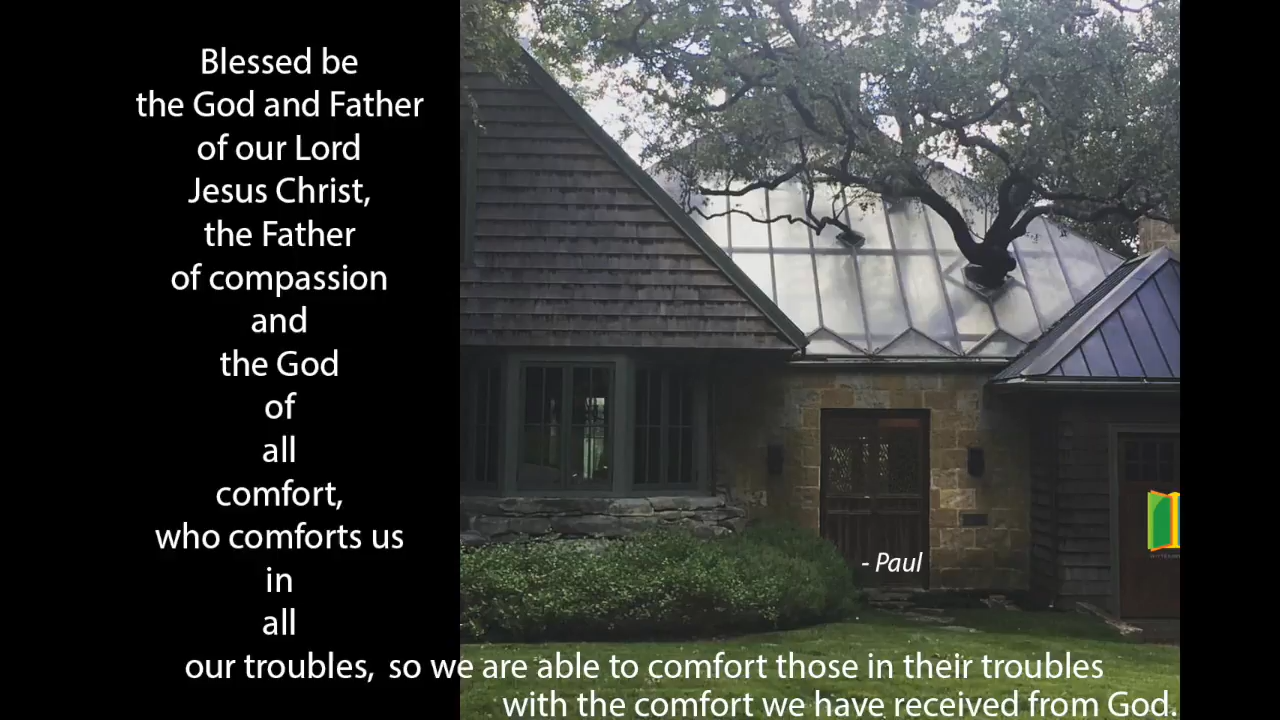 Blessed be
the God and Father
of our Lord
Jesus Christ,
the Father
of compassion
and
the God
of
all
comfort,
who comforts us
in
all
our troubles, so we are able to comfort those in their troubles
with the comfort we have received from God.
- Paul